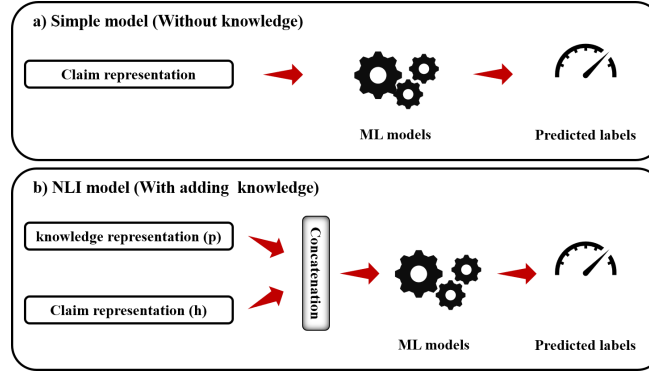 a) Simple model (Without knowledge)
Claim representation
ML models
Predicted labels
b) NLI model (With adding knowledge)
knowledge representation (p)
Claim representation (h)
Concatenation
ML models
Predicted labels